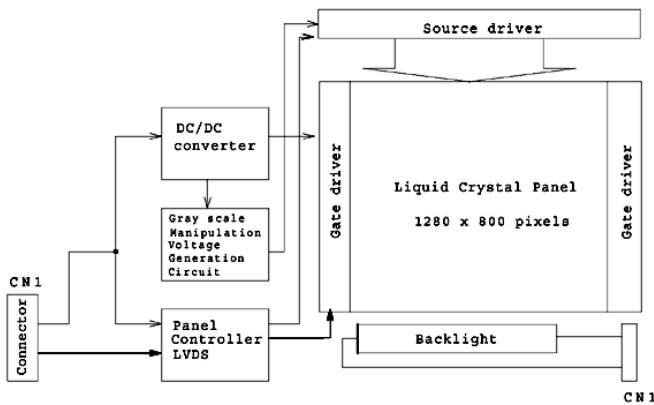 Source driver
DC/DC
converter
Gate driver
Liquid Crystal Panel
1280 x 800 pixels
Gate driver
Gray scale
Manipulation
Voltage
Generation
Circuit
CN1
Connector
Panel
Controller
LVDS
Backlight
CN1